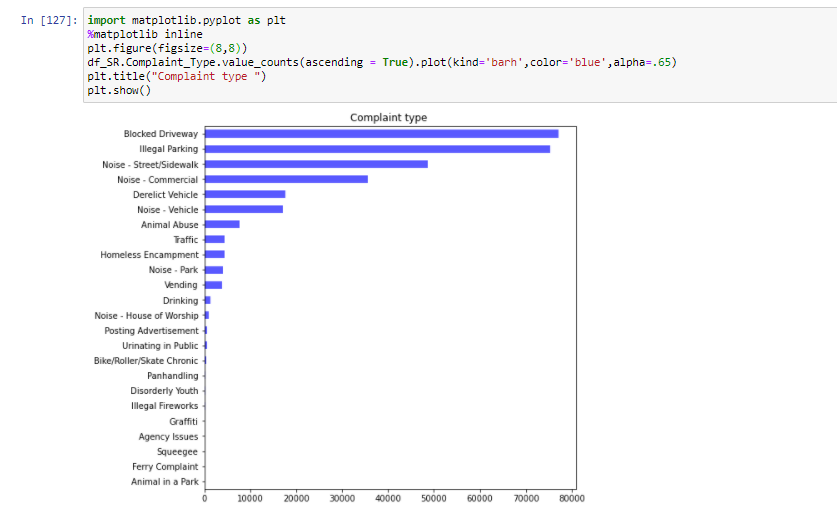 In [127]: import matplotlib.pyplot as plt
%matplotlib inline
plt.figure(figsize=(8,8))
df_SR.Complaint_Type.value_counts(ascending = True).plot(kind='barh',color='blue',alpha=.65)
plt.title("Complaint type ")
plt.show()
Complaint type
Blocked Driveway
Illegal Parking
Noise - Street/Sidewalk
Noise - Commercial
Derelict Vehicle
Noise - Vehicle
Animal Abuse
Traffic
Homeless Encampment
Noise - Park
Vending
Drinking
Noise - House of Worship
Posting Advertisement
Urinating in Public
Bike/Roller/Skate Chronic
Panhandling
Disorderly Youth
Illegal Fireworks
Graffiti
Agency Issues
Squeegee
Ferry Complaint
Animal in a Park
0 10000 20000 30000 40000 50000 60000 70000 80000